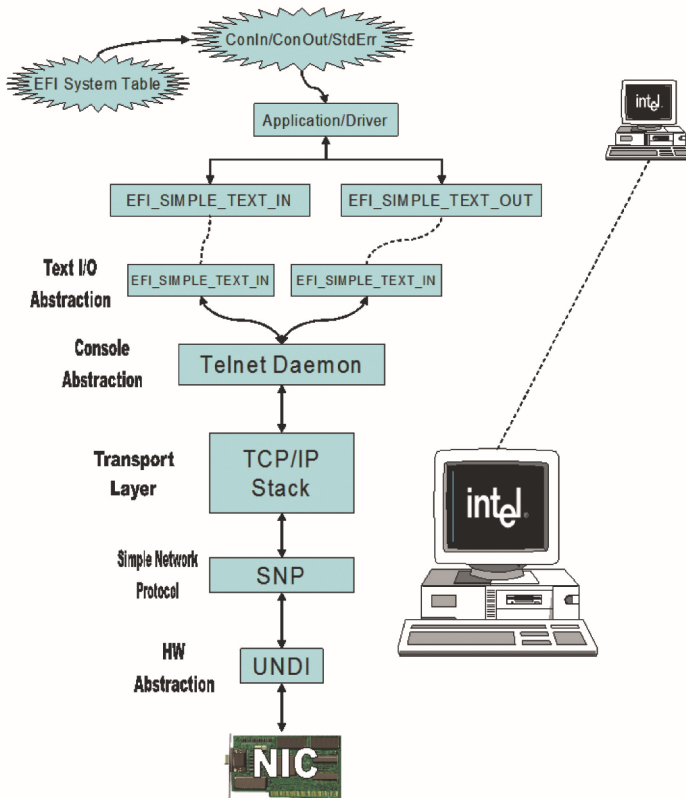 ConIn/ConOut/StdErr
EFI System Table
intel
Application/Driver
EFI_SIMPLE_TEXT_IN
EFI_SIMPLE_TEXT_OUT
Text I/O
Abstraction
EFI_SIMPLE_TEXT_IN
EFI_SIMPLE_TEXT_IN
Console
Abstraction
Telnet Daemon
Transport
Layer
TCP/IP
Stack
intel
Simple Network
Protocol
SNP
HW
Abstraction
UNDI
NIC